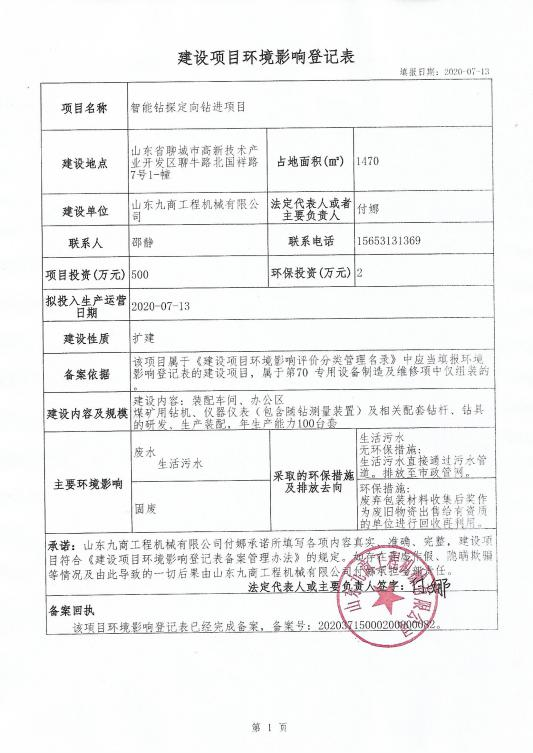 建设项目环境影响登记表
填报日期：2020-07-13
项目名称
智能钻探定向钻进项目
建设地点
山东省聊城市高新技术产
业开发区聊牛路北国祥路
7号1-幢
占地面积(㎡)
1470
建设单位
山东九商工程机械有限公
司
法定代表人或者
主要负责人
付娜
联系人
邵静
联系电话
15653131369
项目投资(万元)
500
环保投资(万元)
2
拟投入生产运营
日期
2020-07-13
建设性质
扩建
备案依据
该项目属于《建设项目环境影响评价分类管理名录》中应当填报环境
影响登记表的建设项目，属于第70 专用设备制造及维修项中仅组装的
。
建设内容及规模
建设内容：装配车间、办公区
煤矿用钻机、仪器仪表（包含随钻测量装置）及相关配套钻杆、钻具
的研发、生产装配，年生产能力100台套
主要环境影响
废水
生活污水
采取的环保措施
及排放去向
生活污水
无环保措施：
生活污水直接通过污水管
道。排放至市政管网。
固废
环保措施：
废弃包装材料收集后奖作
为废旧物资出售给有资质
的单位进行回收再利用。
承诺：山东九商工程机械有限公司付娜承诺所填写各项内容真实、准确、完整，建设项
目符合《建设项目环境影响登记表备案管理办法》的规定。如存在弄虚作假、隐瞒欺骗
等情况及由此导致的一切后果由山东九商工程机械有限公司付娜承担全部责任。
法定代表人或主要负责人签字：付娜
山东九商工程机械有限公司
备案回执
该项目环境影响登记表已经完成备案，备案号：20203715000200000082。
第 1 页